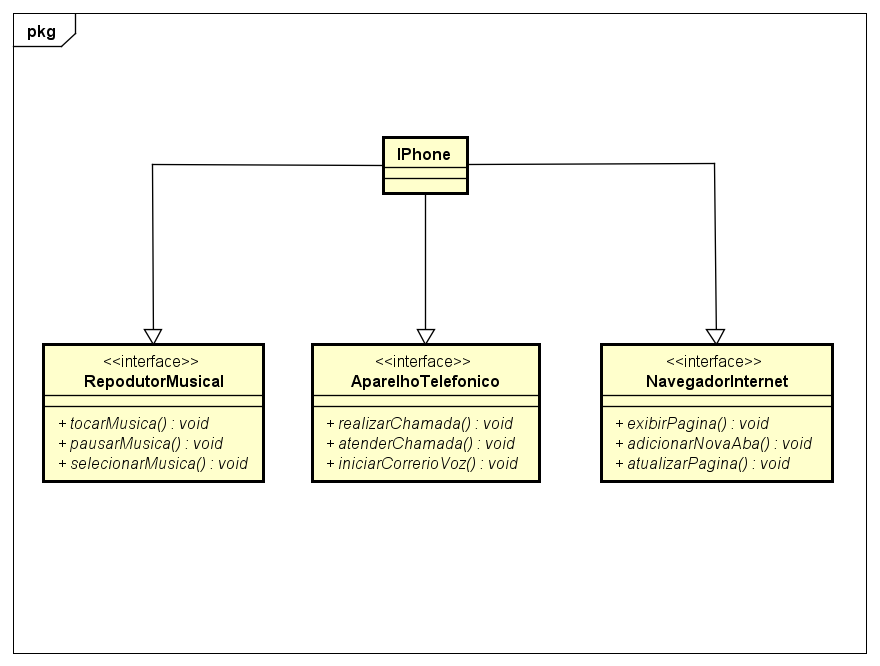 pkg
IPhone
<<interface>>
RepodutorMusical
+ tocarMusica() : void
+ pausarMusica() : void
+ selecionarMusica() : void
<<interface>>
AparelhoTelefonico
+ realizarChamada() : void
+ atenderChamada() : void
+ iniciarCorrerioVoz() : void
<<interface>>
NavegadorInternet
+ exibirPagina() : void
+ adicionarNovaAba() : void
+ atualizarPagina() : void